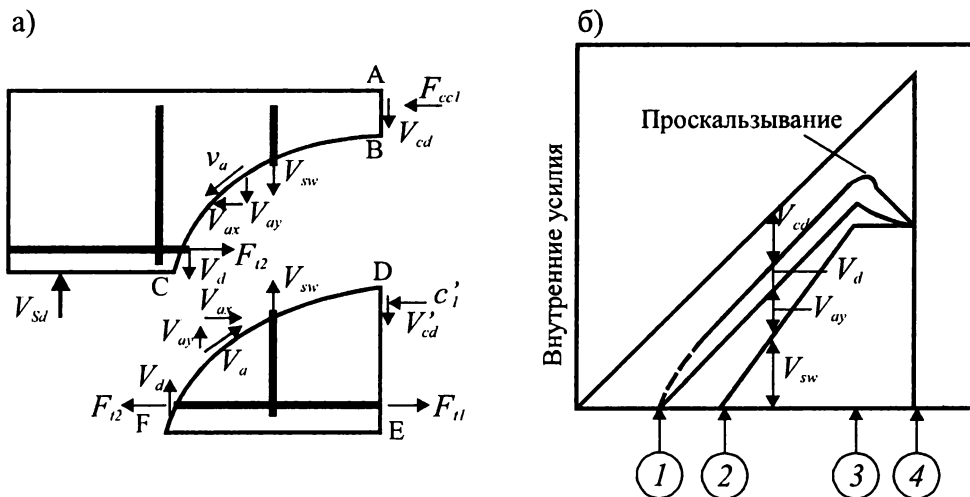 а)
A
F_cc1
V_cd
B
v_a
V_sw
V_ay
V_ax
F_t2
C
V_d
V_Sd
V_sw
D
V_ax
c'_1
V'_cd
V_ay
V_a
V_d
F_t2
F_t1
F
E
б)
Внутренние усилия
Проскальзывание
V_cd
V_d
V_ay
V_sw
1
2
3
4